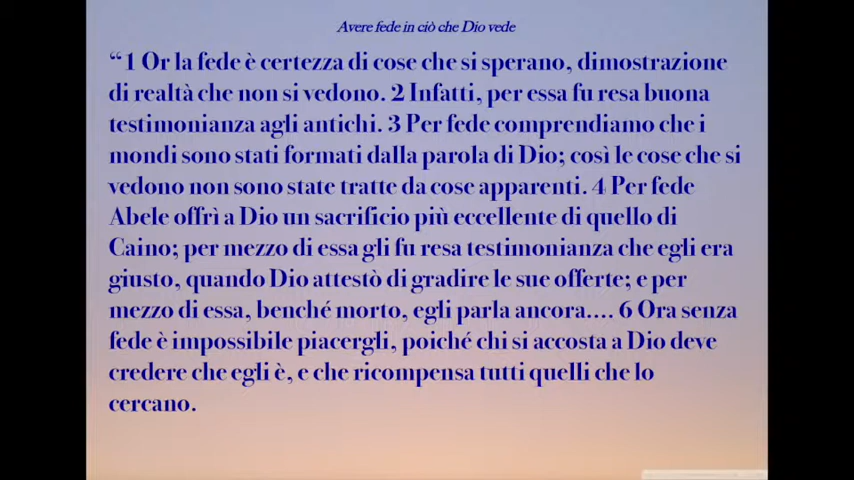 Avere fede in ciò che Dio vede
“1 Or la fede è certezza di cose che si sperano, dimostrazione
di realtà che non si vedono. 2 Infatti, per essa fu resa buona
testimonianza agli antichi. 3 Per fede comprendiamo che i
mondi sono stati formati dalla parola di Dio; così le cose che si
vedono non sono state tratte da cose apparenti. 4 Per fede
Abele offrì a Dio un sacrificio più eccellente di quello di
Caino; per mezzo di essa gli fu resa testimonianza che egli era
giusto, quando Dio attestò di gradire le sue offerte; e per
mezzo di essa, benché morto, egli parla ancora.... 6 Ora senza
fede è impossibile piacergli, poiché chi si accosta a Dio deve
credere che egli è, e che ricompensa tutti quelli che lo
cercano.